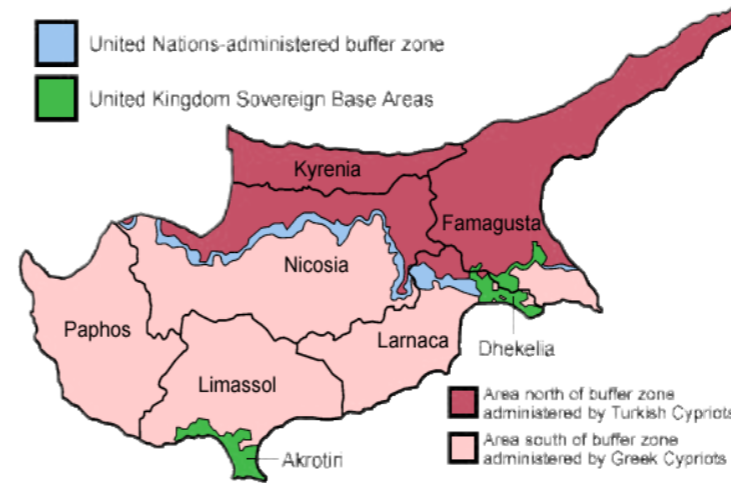 United Nations-administered buffer zone
United Kingdom Sovereign Base Areas
Kyrenia
Famagusta
Nicosia
Paphos
Larnaca
Dhekelia
Limassol
Akrotiri
Area north of buffer zone
administered by Turkish Cypriots
Area south of buffer zone
administered by Greek Cypriots